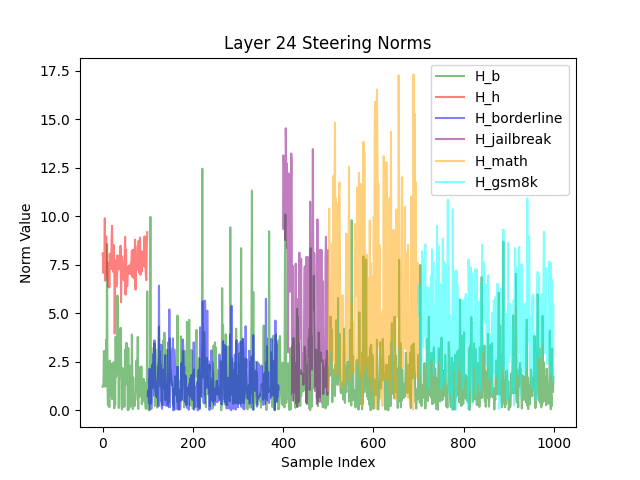 Layer 24 Steering Norms
17.5
15.0
12.5
10.0
7.5
5.0
2.5
0.0
Norm Value
H_b
H_h
H_borderline
H_jailbreak
H_math
H_gsm8k
0 200 400 600 800 1000
Sample Index